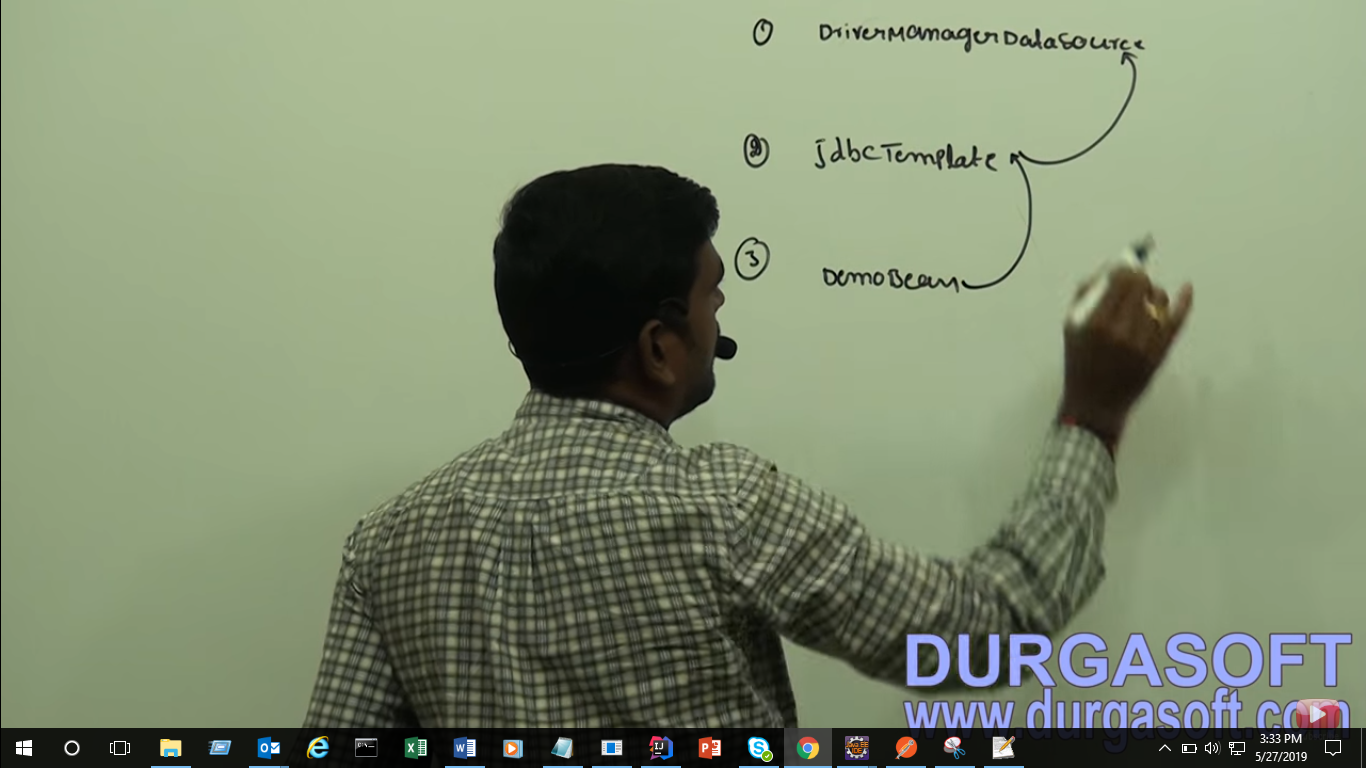 ① DriverManagerDataSource
② JdbcTemplate
③ DemoBean
DURGASOFT
www.durgasoft.com
3:33 PM
5/27/2019